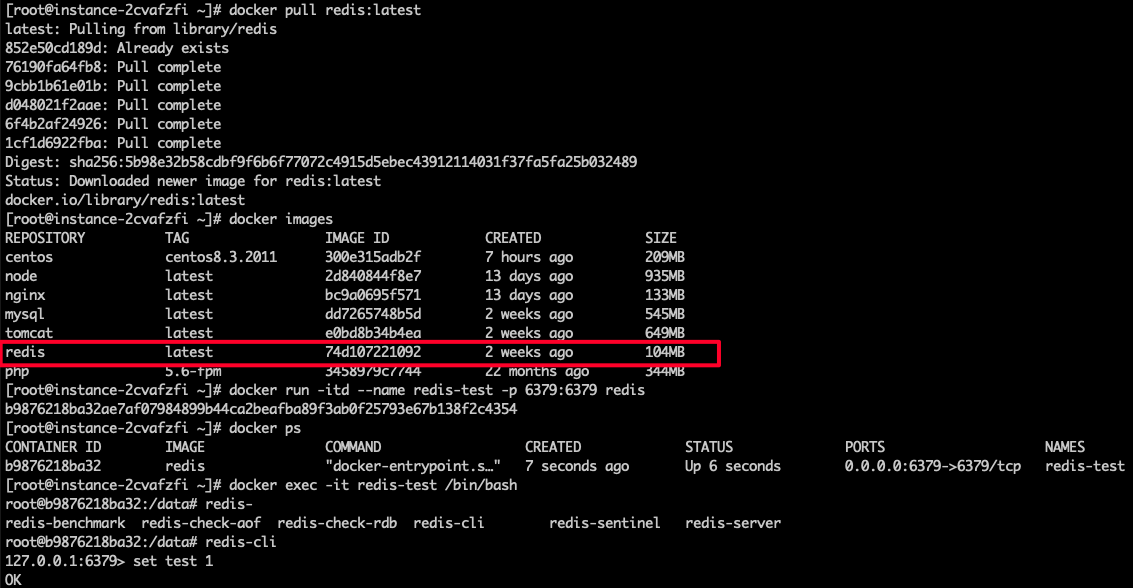 [root@instance-2cvafzfi ~]# docker pull redis:latest
latest: Pulling from library/redis
852e50cd189d: Already exists
76190fa64fb8: Pull complete
9cbb1b61e01b: Pull complete
d048021f2aae: Pull complete
6f4b2af24926: Pull complete
1cf1d6922fba: Pull complete
Digest: sha256:5b98e32b58cdbf9f6b6f77072c4915d5ebec43912114031f37fa5fa25b032489
Status: Downloaded newer image for redis:latest
docker.io/library/redis:latest
[root@instance-2cvafzfi ~]# docker images
REPOSITORY TAG IMAGE ID CREATED SIZE
centos centos8.3.2011 300e315adb2f 7 hours ago 209MB
node latest 2d840844f8e7 13 days ago 935MB
nginx latest bc9a0695f571 13 days ago 133MB
mysql latest dd7265748b5d 2 weeks ago 545MB
tomcat latest e0bd8b34b4ea 2 weeks ago 649MB
redis latest 74d107221092 2 weeks ago 104MB
php 5.6-fpm 3458979c7744 22 months ago 344MB
[root@instance-2cvafzfi ~]# docker run -itd --name redis-test -p 6379:6379 redis
b9876218ba32ae7af07984899b44ca2beafba89f3ab0f25793e67b138f2c4354
[root@instance-2cvafzfi ~]# docker ps
CONTAINER ID IMAGE COMMAND CREATED STATUS PORTS NAMES
b9876218ba32 redis "docker-entrypoint.s…" 7 seconds ago Up 6 seconds 0.0.0.0:6379->6379/tcp redis-test
[root@instance-2cvafzfi ~]# docker exec -it redis-test /bin/bash
root@b9876218ba32:/data# redis-
redis-benchmark redis-check-aof redis-check-rdb redis-cli redis-sentinel redis-server
root@b9876218ba32:/data# redis-cli
127.0.0.1:6379> set test 1
OK